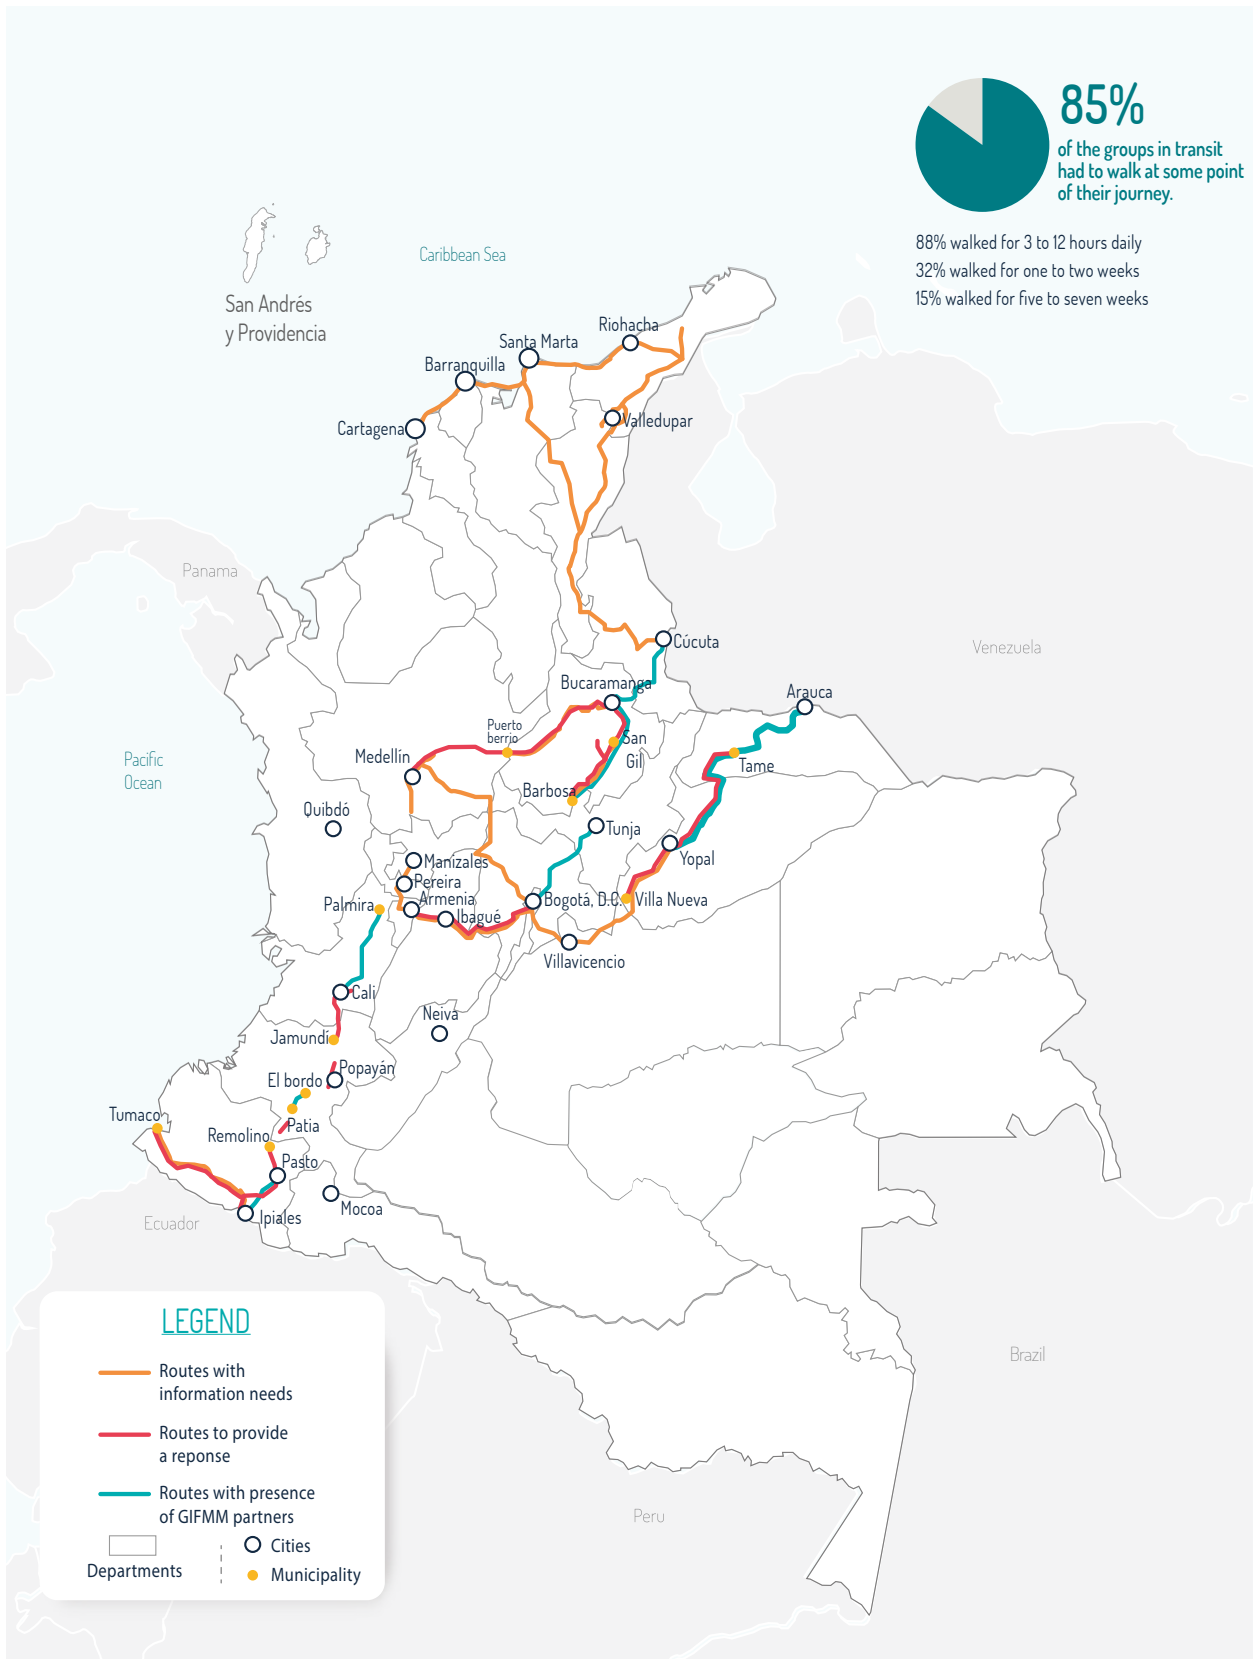 85%
of the groups in transit
had to walk at some point
of their journey.
88% walked for 3 to 12 hours daily
32% walked for one to two weeks
15% walked for five to seven weeks
Caribbean Sea
San Andrés
y Providencia
Riohacha
Santa Marta
Barranquilla
Cartagena
Valledupar
Panama
Cúcuta
Venezuela
Bucaramanga
Arauca
Puerto
berrio
San
Gil
Medellín
Pacific
Ocean
Tame
Barbosa
Quibdó
Tunja
Manizales
Yopal
Pereira
Armenia
Palmira
Bogotá, D.C.
Villa Nueva
Ibagué
Villavicencio
Cali
Neiva
Jamundí
Popayán
El bordo
Tumaco
Patia
Remolino
Pasto
Mocoa
Ipiales
Ecuador
LEGEND
Routes with
information needs
Routes to provide
a reponse
Routes with presence
of GIFMM partners
Departments
Cities
Municipality
Brazil
Peru